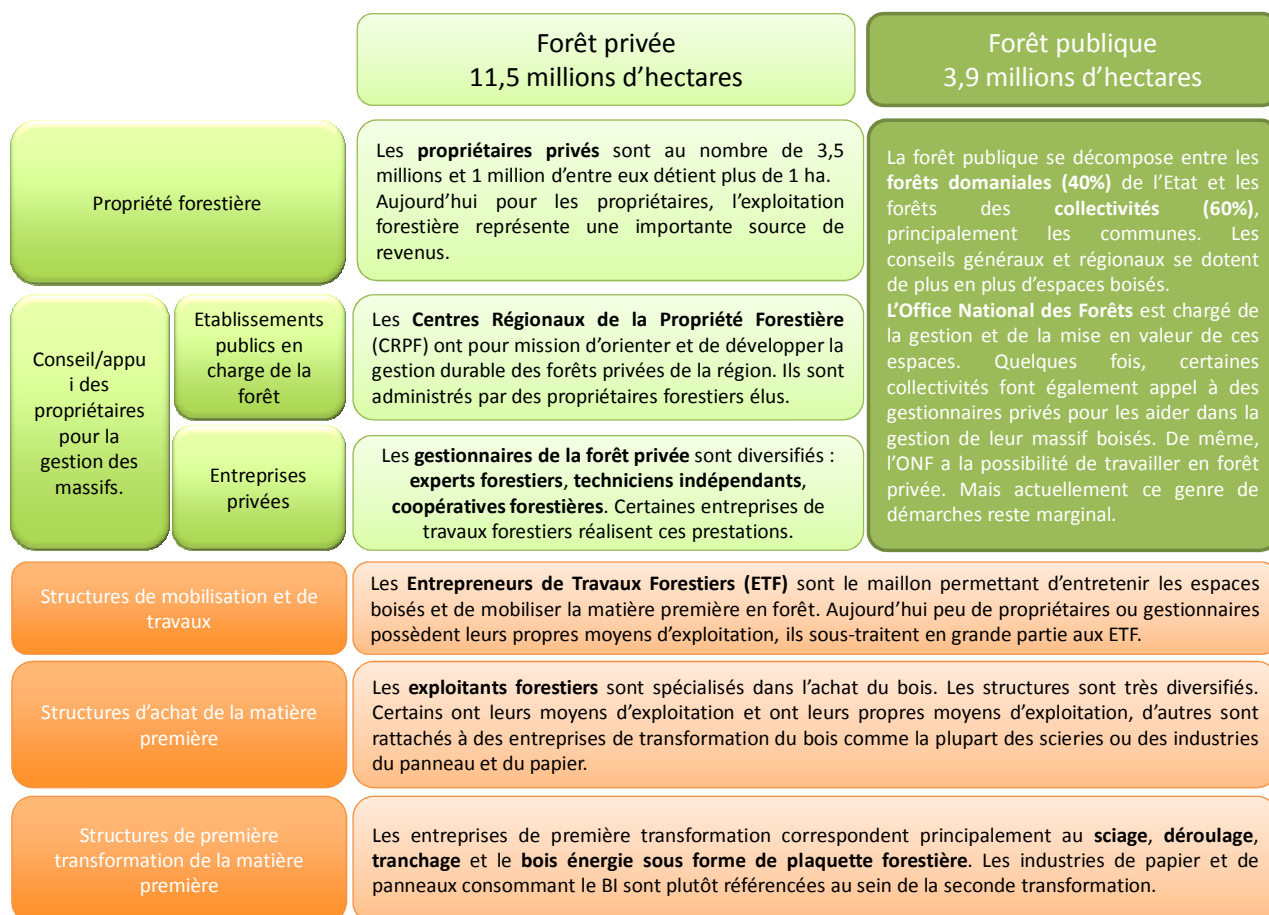 Forêt privée
11,5 millions d'hectares
Forêt publique
3,9 millions d'hectares
Propriété forestière
Les propriétaires privés sont au nombre de 3,5
millions et 1 million d'entre eux détient plus de 1 ha.
Aujourd'hui pour les propriétaires, l'exploitation
forestière représente une importante source de
revenus.
La forêt publique se décompose entre les
forêts domaniales (40%) de l'Etat et les
forêts des collectivités (60%),
principalement les communes. Les
conseils généraux et régionaux se dotent
de plus en plus d'espaces boisés.
L'Office National des Forêts est chargé de
la gestion et de la mise en valeur de ces
espaces. Quelques fois, certaines
collectivités font également appel à des
gestionnaires privés pour les aider dans la
gestion de leur massif boisés. De même,
l'ONF a la possibilité de travailler en forêt
privée. Mais actuellement ce genre de
démarches reste marginal.
Conseil/appu
i des
propriétaires
pour la
gestion des
massifs.
Etablissements
publics en
charge de la
forêt
Les Centres Régionaux de la Propriété Forestière
(CRPF) ont pour mission d'orienter et de développer la
gestion durable des forêts privées de la région. Ils sont
administrés par des propriétaires forestiers élus.
Entreprises
privées
Les gestionnaires de la forêt privée sont diversifiés :
experts forestiers, techniciens indépendants,
coopératives forestières. Certaines entreprises de
travaux forestiers réalisent ces prestations.
Structures de mobilisation et de
travaux
Les Entrepreneurs de Travaux Forestiers (ETF) sont le maillon permettant d'entretenir les espaces
boisés et de mobiliser la matière première en forêt. Aujourd'hui peu de propriétaires ou gestionnaires
possèdent leurs propres moyens d'exploitation, ils sous-traitent en grande partie aux ETF.
Structures d'achat de la matière
première
Les exploitants forestiers sont spécialisés dans l'achat du bois. Les structures sont très diversifiés.
Certains ont leurs moyens d'exploitation et ont leurs propres moyens d'exploitation, d'autres sont
rattachés à des entreprises de transformation du bois comme la plupart des scieries ou des industries
du panneau et du papier.
Structures de première
transformation de la matière
première
Les entreprises de première transformation correspondent principalement au sciage, déroulage,
tranchage et le bois énergie sous forme de plaquette forestière. Les industries de papier et de
panneaux consommant le BI sont plutôt référencées au sein de la seconde transformation.